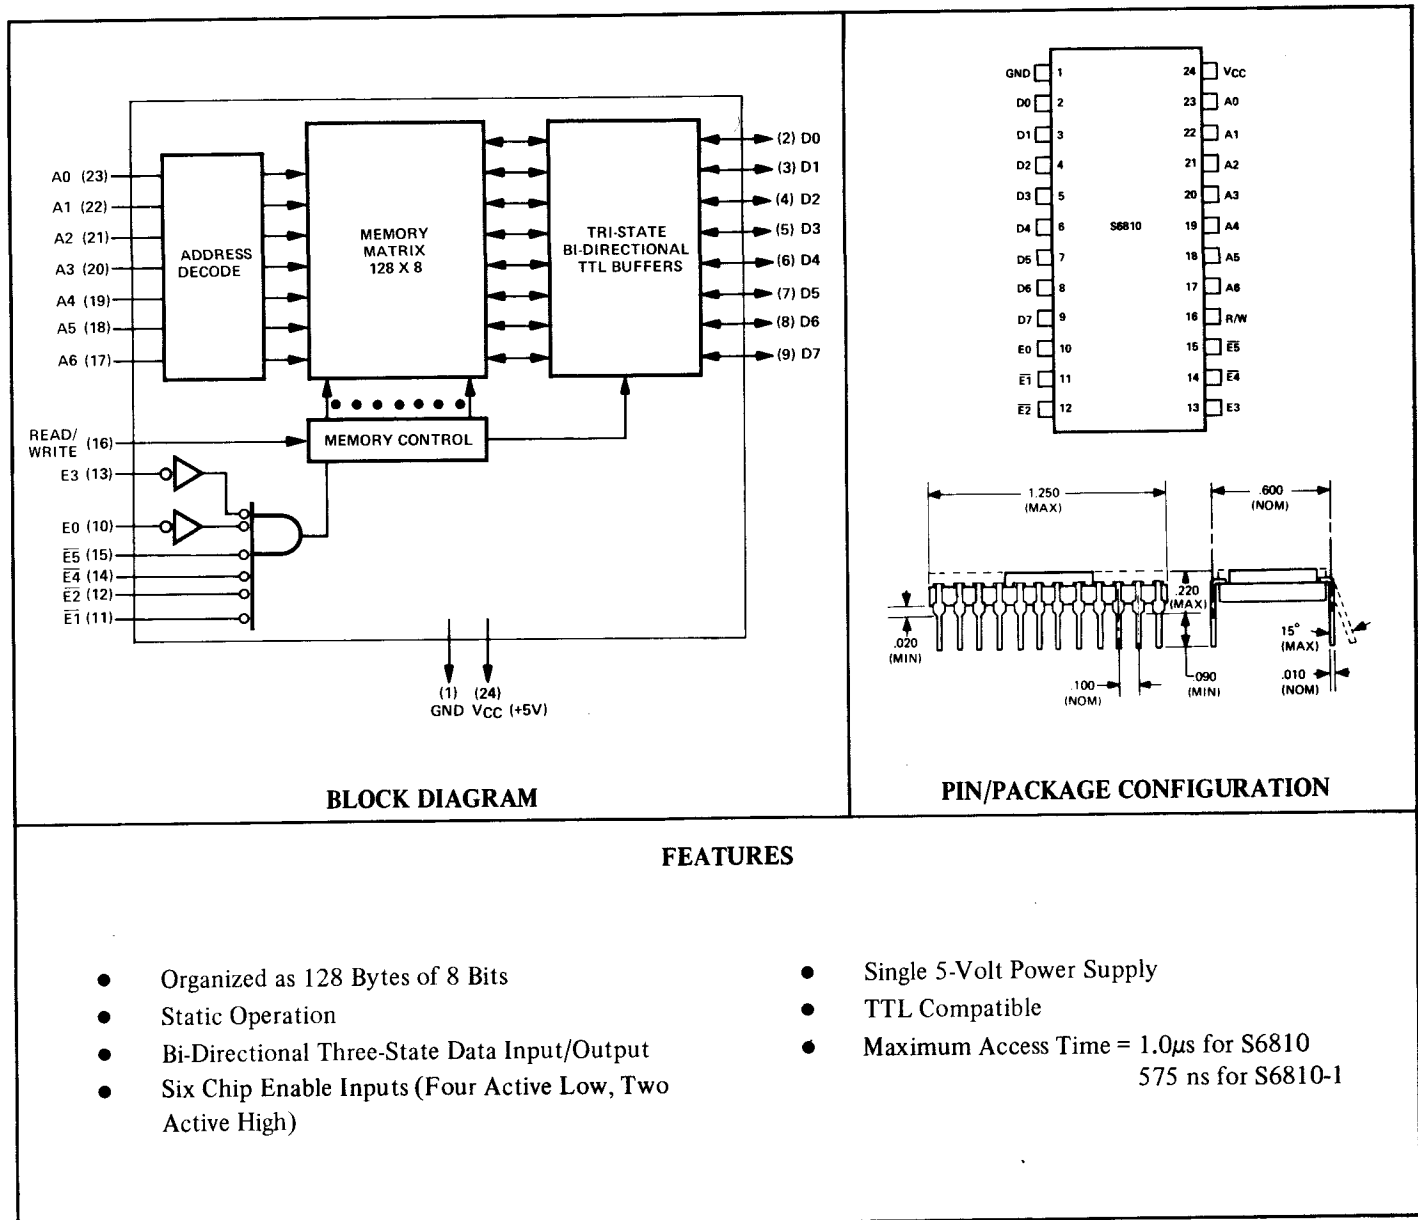 A0 (23)
A1 (22)
A2 (21)
A3 (20)
A4 (19)
A5 (18)
A6 (17)
ADDRESS
DECODE
MEMORY
MATRIX
128 X 8
TRI-STATE
BI-DIRECTIONAL
TTL BUFFERS
(2) D0
(3) D1
(4) D2
(5) D3
(6) D4
(7) D5
(8) D6
(9) D7
READ/
WRITE (16)
MEMORY CONTROL
E3 (13)
E0 (10)
E̅5̅ (15)
E̅4̅ (14)
E̅2̅ (12)
E̅1̅ (11)
(1) (24)
GND VCC (+5V)
BLOCK DIAGRAM
GND 1 24 VCC
D0 2 23 A0
D1 3 22 A1
D2 4 21 A2
D3 5 20 A3
D4 6 S6810 19 A4
D5 7 18 A5
D6 8 17 A6
D7 9 16 R/W
E0 10 15 E̅5̅
E̅1̅ 11 14 E̅4̅
E̅2̅ 12 13 E3
1.250
(MAX)
.600
(NOM)
.220
(MAX)
.020
(MIN)
15°
(MAX)
.100
(NOM)
.090
(MIN)
.010
(NOM)
PIN/PACKAGE CONFIGURATION
FEATURES
● Organized as 128 Bytes of 8 Bits
● Static Operation
● Bi-Directional Three-State Data Input/Output
● Six Chip Enable Inputs (Four Active Low, Two
Active High)
● Single 5-Volt Power Supply
● TTL Compatible
● Maximum Access Time = 1.0μs for S6810
575 ns for S6810-1